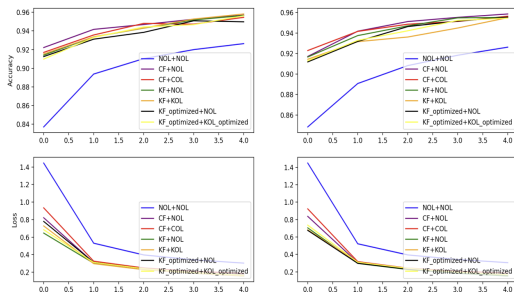 0.96
0.94
0.92
0.90
0.88
0.86
0.84
Accuracy
NOL+NOL
CF+NOL
CF+COL
KF+NOL
KF+KOL
KF_optimized+NOL
KF_optimized+KOL_optimized
0.0 0.5 1.0 1.5 2.0 2.5 3.0 3.5 4.0
0.96
0.94
0.92
0.90
0.88
0.86
NOL+NOL
CF+NOL
CF+COL
KF+NOL
KF+KOL
KF_optimized+NOL
KF_optimized+KOL_optimized
0.0 0.5 1.0 1.5 2.0 2.5 3.0 3.5 4.0
1.4
1.2
1.0
0.8
0.6
0.4
0.2
Loss
NOL+NOL
CF+NOL
CF+COL
KF+NOL
KF+KOL
KF_optimized+NOL
KF_optimized+KOL_optimized
0.0 0.5 1.0 1.5 2.0 2.5 3.0 3.5 4.0
1.4
1.2
1.0
0.8
0.6
0.4
0.2
NOL+NOL
CF+NOL
CF+COL
KF+NOL
KF+KOL
KF_optimized+NOL
KF_optimized+KOL_optimized
0.0 0.5 1.0 1.5 2.0 2.5 3.0 3.5 4.0